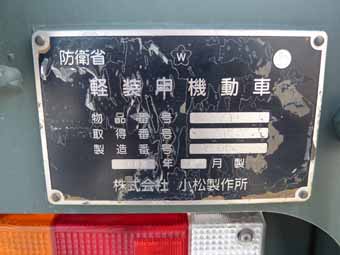 防衛省 W
軽装甲機動車
物品番号
取得番号
製造番号
年 月製
株式会社 小松製作所